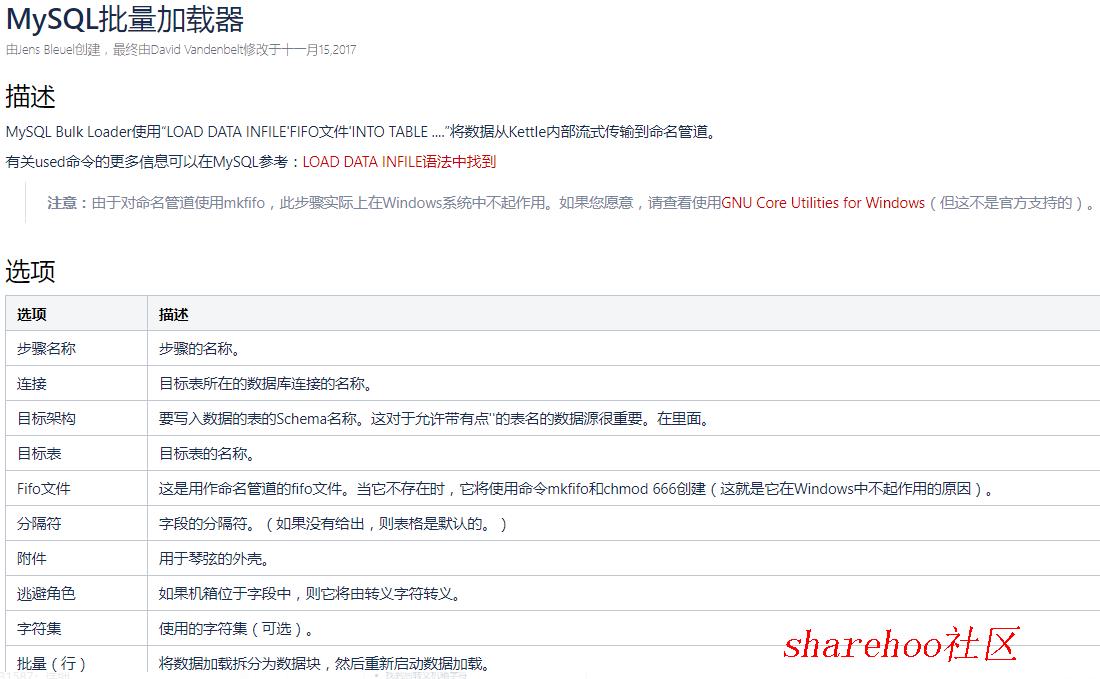 MySQL批量加载器
由Jens Bleuel创建，最终由David Vandenbelt修改于十一月15,2017
描述
MySQL Bulk Loader使用“LOAD DATA INFILE'FIFO文件'INTO TABLE ....”将数据从Kettle内部流式传输到命名管道。
有关used命令的更多信息可以在MySQL参考：LOAD DATA INFILE语法中找到
注意：由于对命名管道使用mkfifo，此步骤实际上在Windows系统中不起作用。如果您愿意，请查看使用GNU Core Utilities for Windows（但这不是官方支持的）。
选项
选项 描述
步骤名称 步骤的名称。
连接 目标表所在的数据库连接的名称。
目标架构 要写入数据的表的Schema名称。这对于允许带有点''的表名的数据源很重要。在里面。
目标表 目标表的名称。
Fifo文件 这是用作命名管道的fifo文件。当它不存在时，它将使用命令mkfifo和chmod 666创建（这就是它在Windows中不起作用的原因）。
分隔符 字段的分隔符。（如果没有给出，则表格是默认的。）
附件 用于琴弦的外壳。
逃避角色 如果机箱位于字段中，则它将由转义字符转义。
字符集 使用的字符集（可选）。
批量（行） 将数据加载拆分为数据块，然后重新启动数据加载。
sharehoo社区